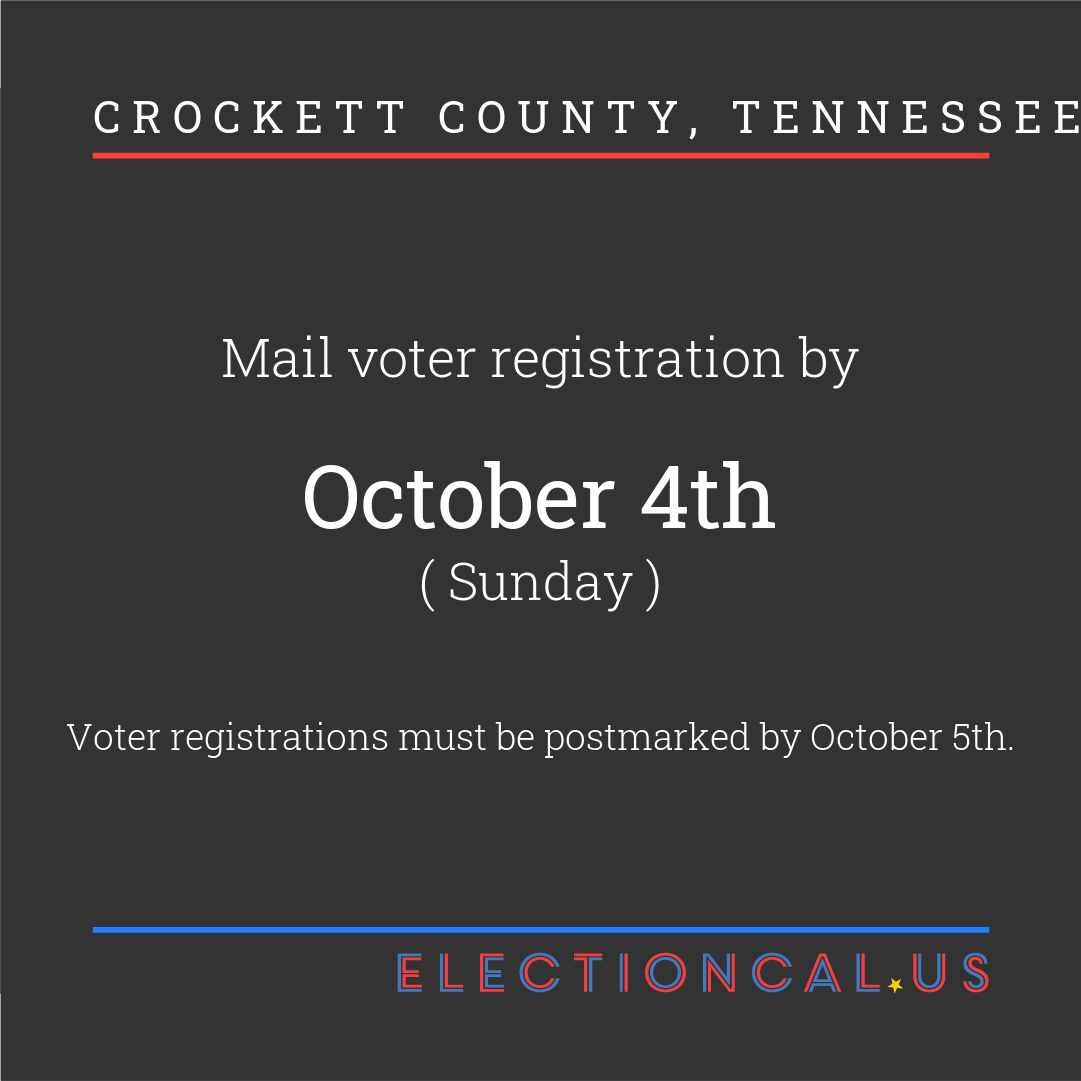 CROCKETT COUNTY, TENNESSEE
Mail voter registration by
October 4th
( Sunday )
Voter registrations must be postmarked by October 5th.
ELECTIONCAL.US